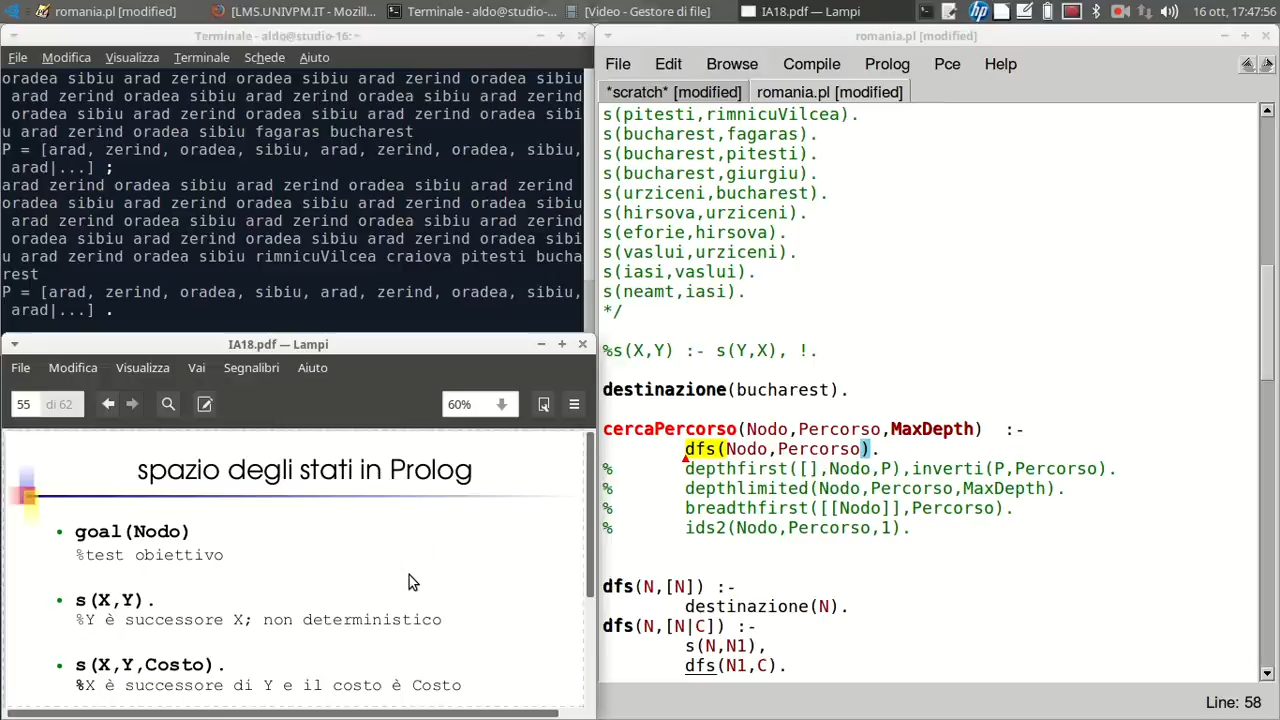 romania.pl (modified)
[LMS.UNIVPM.IT - Mozill...
Terminale - aldo@studio-...
[Video - Gestore di file]
IA18.pdf — Lampi
16 ott, 17:47:56
Terminale - aldo@studio-16:~
File Modifica Visualizza Terminale Schede Aiuto
oradea sibiu arad zerind oradea sibiu arad zerind oradea sibiu
arad zerind oradea sibiu arad zerind oradea sibiu arad zerind
oradea sibiu arad zerind oradea sibiu arad zerind oradea sibi
u arad zerind oradea sibiu fagaras bucharest
P = [arad, zerind, oradea, sibiu, arad, zerind, oradea, sibiu,
arad|...] ;
arad zerind oradea sibiu arad zerind oradea sibiu arad zerind
oradea sibiu arad zerind oradea sibiu arad zerind oradea sibiu
arad zerind oradea sibiu arad zerind oradea sibiu arad zerind
oradea sibiu arad zerind oradea sibiu arad zerind oradea sibi
u arad zerind oradea sibiu rimnicuVilcea craiova pitesti bucha
rest
P = [arad, zerind, oradea, sibiu, arad, zerind, oradea, sibiu,
arad|...] .
IA18.pdf — Lampi
File Modifica Visualizza Vai Segnalibri Aiuto
55 di 62
60%
spazio degli stati in Prolog
• goal(Nodo)
%test obiettivo
• s(X,Y).
%Y è successore X; non deterministico
• s(X,Y,Costo).
%X è successore di Y e il costo è Costo
romania.pl [modified]
File Edit Browse Compile Prolog Pce Help
*scratch* [modified]
romania.pl [modified]
s(pitesti,rimnicuVilcea).
s(bucharest,fagaras).
s(bucharest,pitesti).
s(bucharest,giurgiu).
s(urziceni,bucharest).
s(hirsova,urziceni).
s(eforie,hirsova).
s(vaslui,urziceni).
s(iasi,vaslui).
s(neamt,iasi).
*/
%s(X,Y) :- s(Y,X), !.
destinazione(bucharest).
cercaPercorso(Nodo,Percorso,MaxDepth) :-
dfs(Nodo,Percorso).
% depthfirst([],Nodo,P),inverti(P,Percorso).
% depthlimited(Nodo,Percorso,MaxDepth).
% breadthfirst([[Nodo]],Percorso).
% ids2(Nodo,Percorso,1).
dfs(N,[N]) :-
destinazione(N).
dfs(N,[N|C]) :-
s(N,N1),
dfs(N1,C).
Line: 58